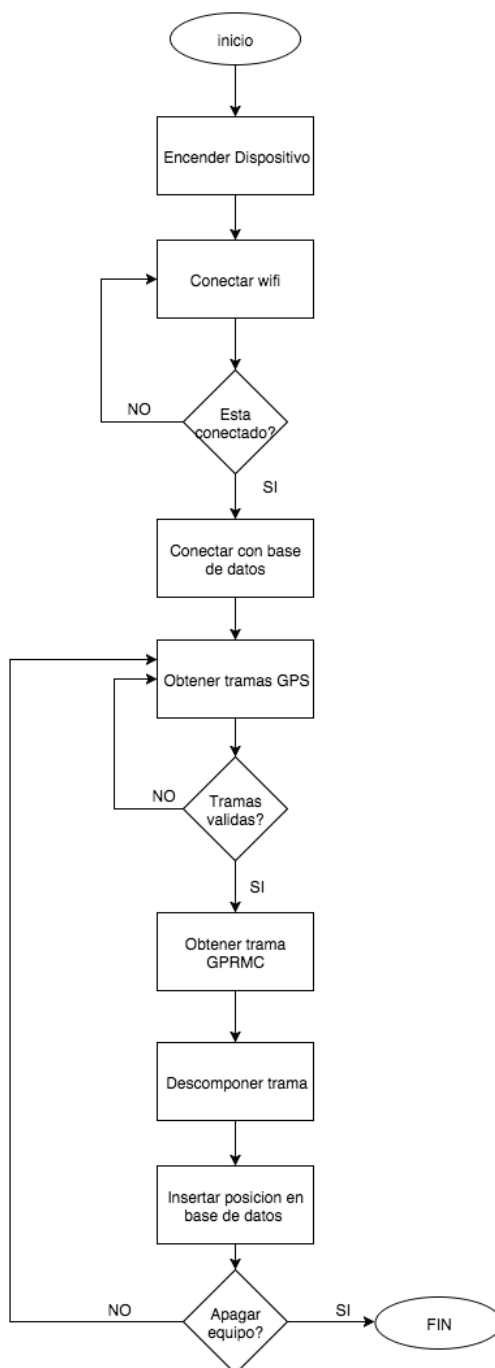 inicio
Encender Dispositivo
Conectar wifi
NO
Esta
conectado?
SI
Conectar con base
de datos
Obtener tramas GPS
NO
Tramas
validas?
SI
Obtener trama
GPRMC
Descomponer trama
Insertar posicion en
base de datos
NO
Apagar
equipo?
SI
FIN